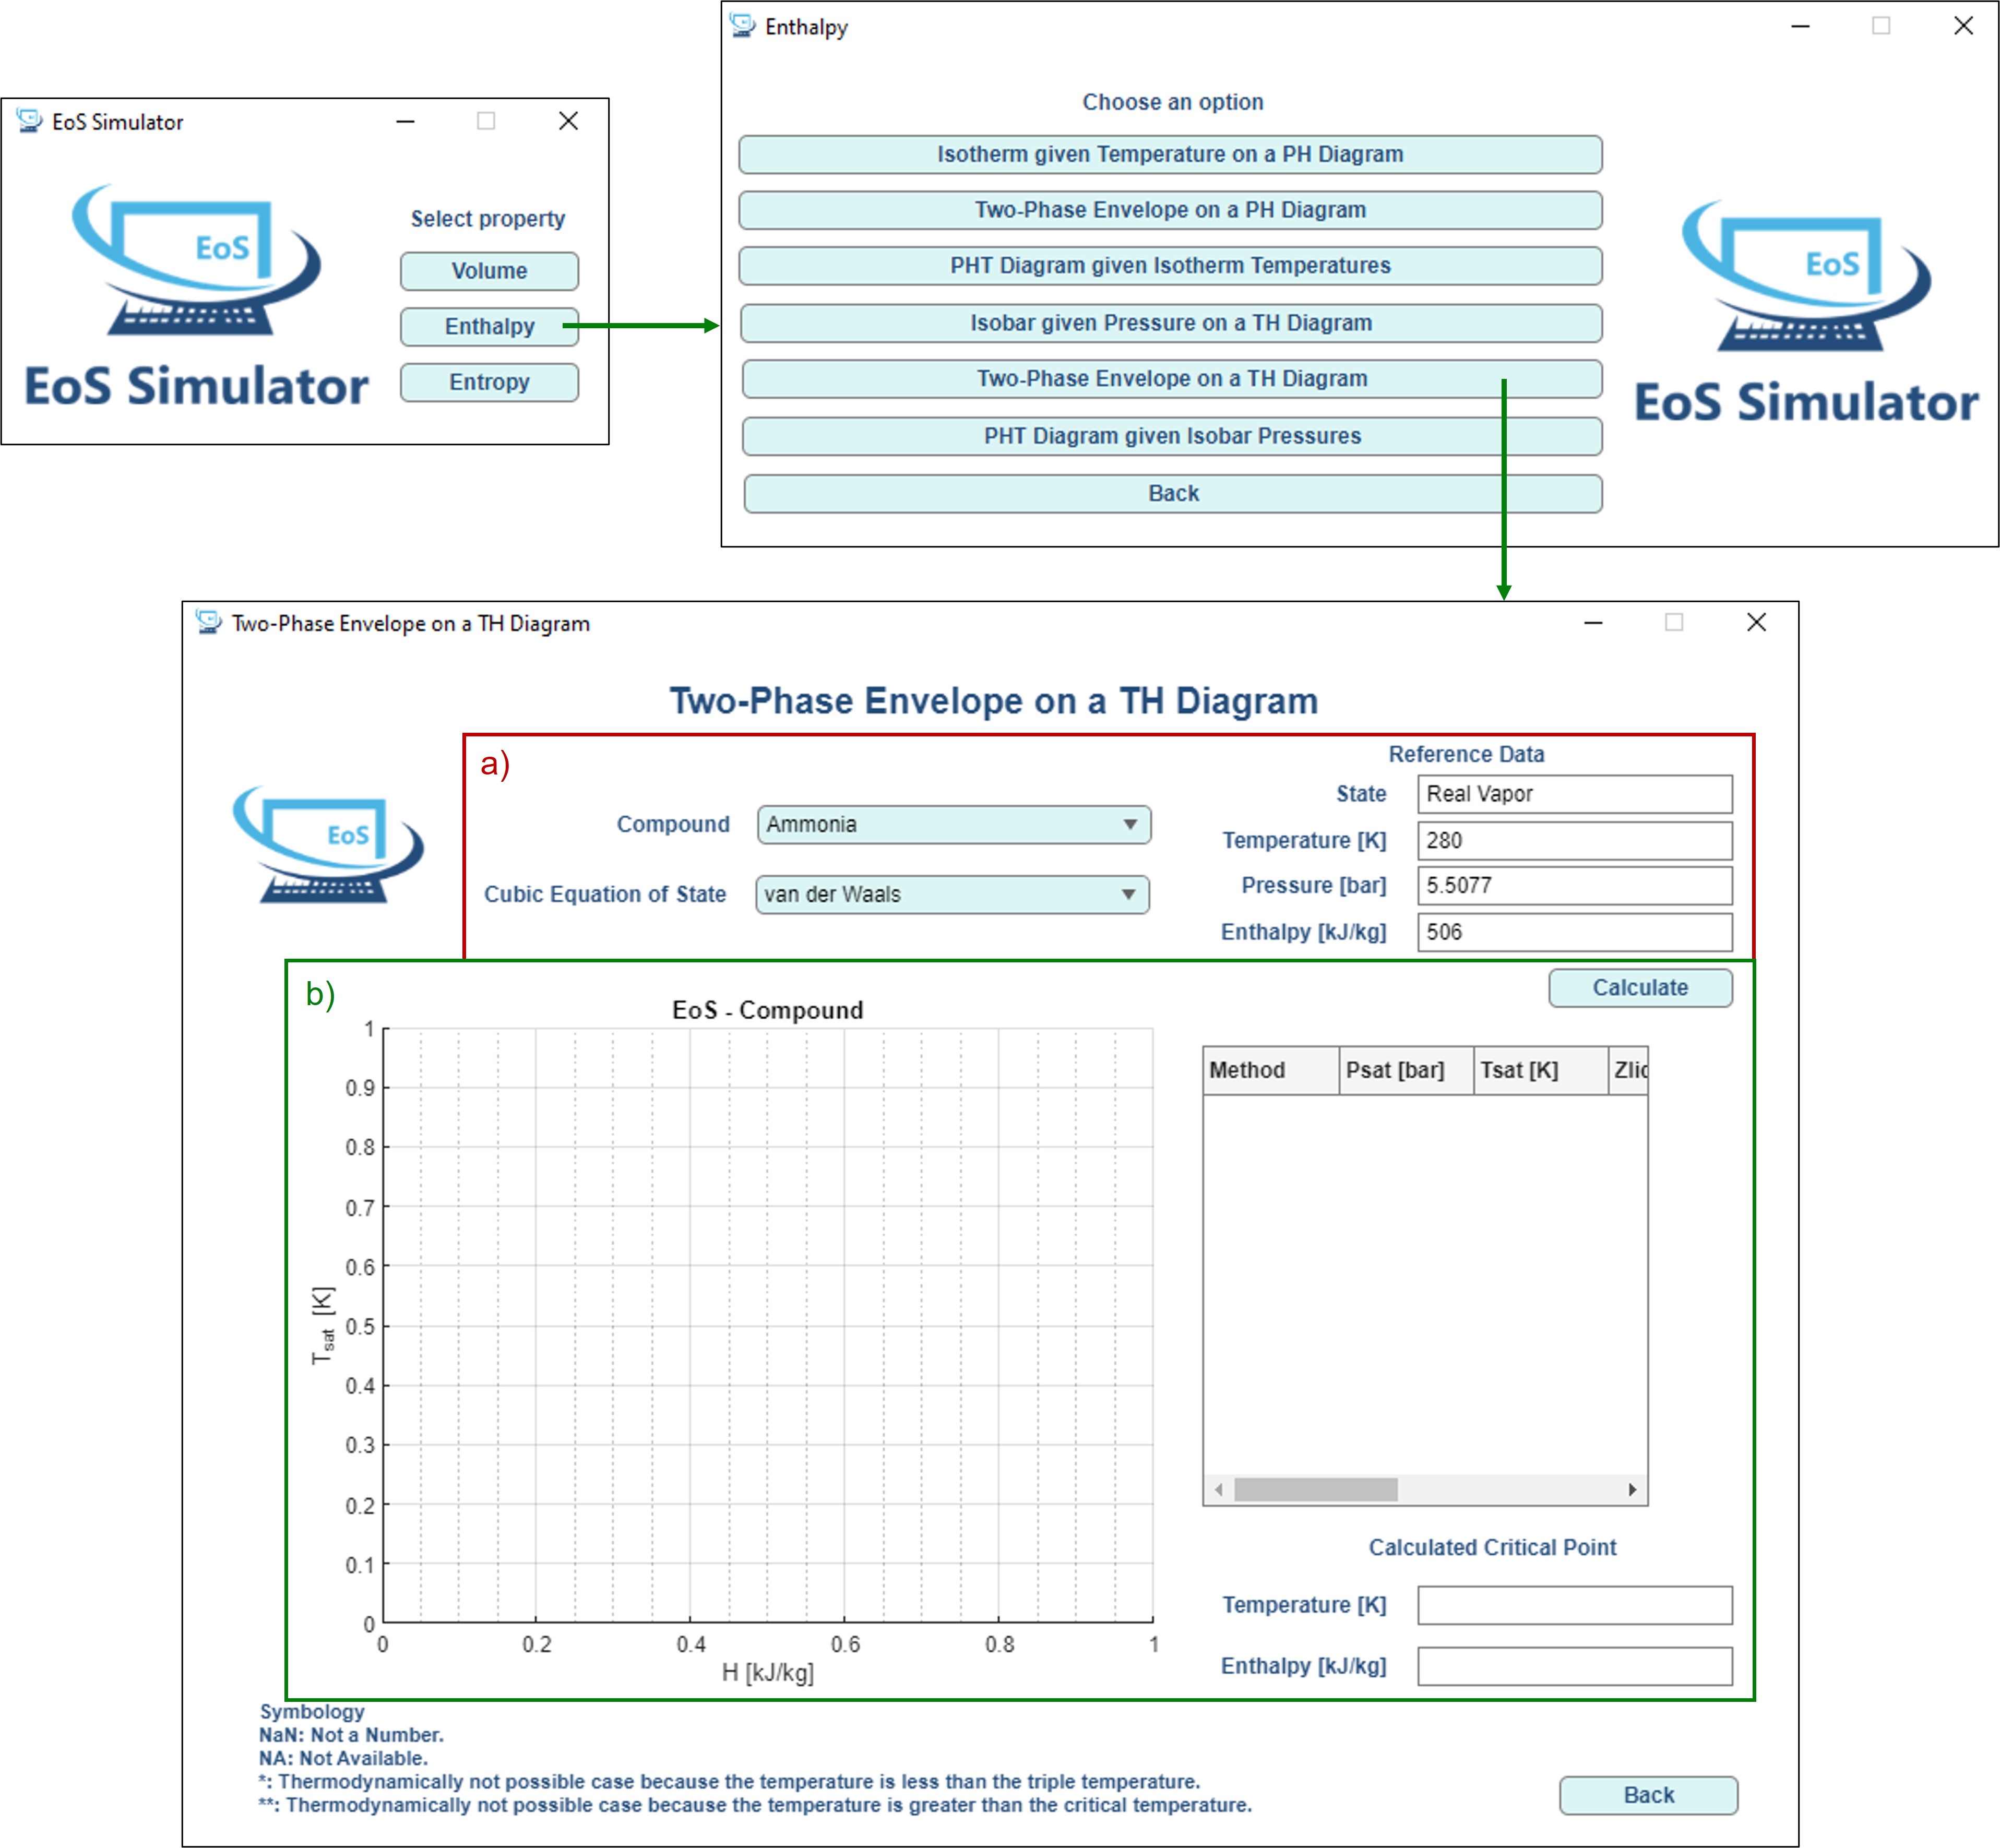 EoS Simulator
EoS
EoS Simulator
Select property
Volume
Enthalpy
Entropy
Enthalpy
Choose an option
Isotherm given Temperature on a PH Diagram
Two-Phase Envelope on a PH Diagram
PHT Diagram given Isotherm Temperatures
Isobar given Pressure on a TH Diagram
Two-Phase Envelope on a TH Diagram
PHT Diagram given Isobar Pressures
Back
EoS
EoS Simulator
Two-Phase Envelope on a TH Diagram
Two-Phase Envelope on a TH Diagram
EoS
a)
Compound Ammonia
Cubic Equation of State van der Waals
Reference Data
State Real Vapor
Temperature [K] 280
Pressure [bar] 5.5077
Enthalpy [kJ/kg] 506
b)
Calculate
EoS - Compound
1
0.9
0.8
0.7
0.6
0.5
0.4
0.3
0.2
0.1
0
Tsat [K]
0 0.2 0.4 0.6 0.8 1
H [kJ/kg]
Method Psat [bar] Tsat [K] Zlic
Calculated Critical Point
Temperature [K]
Enthalpy [kJ/kg]
Symbology
NaN: Not a Number.
NA: Not Available.
*: Thermodynamically not possible case because the temperature is less than the triple temperature.
**: Thermodynamically not possible case because the temperature is greater than the critical temperature.
Back